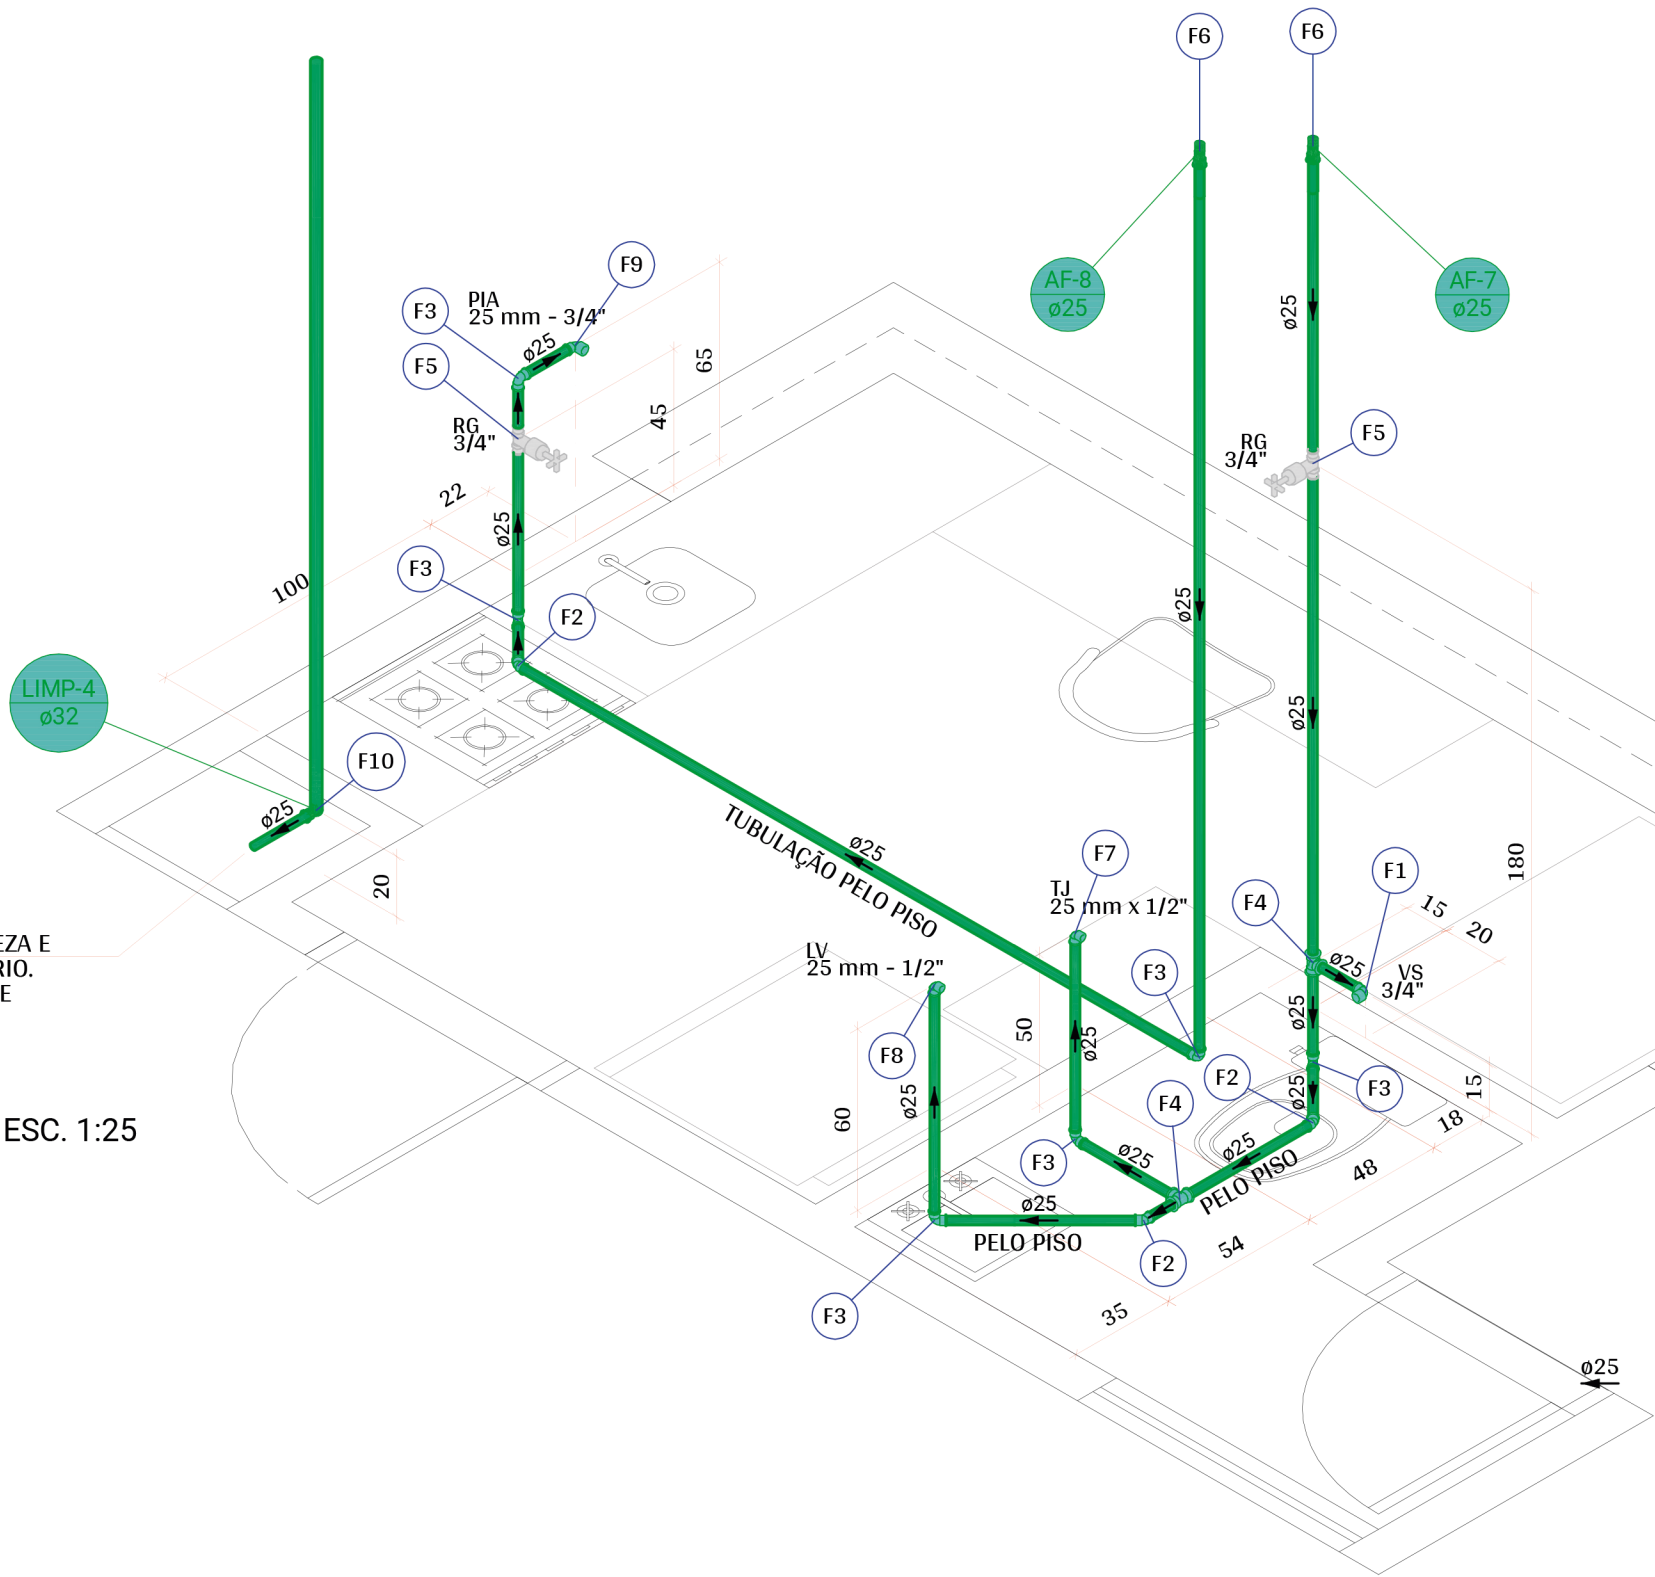 F6
F6
F9
AF-8
ø25
AF-7
ø25
F3
PIA
25 mm - 3/4"
ø25
ø25
F5
65
45
RG
3/4"
RG
3/4"
F5
22
ø25
100
F3
F2
ø25
LIMP-4
ø32
ø25
F10
ø25
TUBULAÇÃO PELO PISO
ø25
180
20
F7
TJ
25 mm x 1/2"
F4
F1
15
20
EZA E
RIO.
E
LV
25 mm - 1/2"
F3
ø25
VS
3/4"
F8
50
ø25
ø25
ESC. 1:25
60
ø25
F2
ø25
F3
15
F4
18
F3
ø25
ø25
PELO PISO
48
ø25
PELO PISO
54
F2
F3
35
ø25